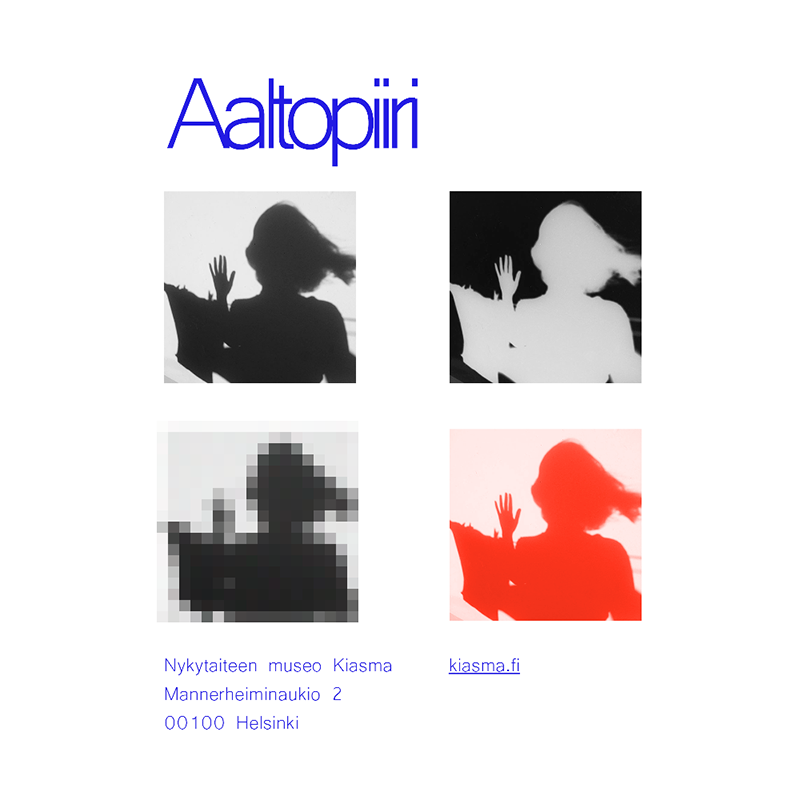 Aaltopiiri
Nykytaiteen museo Kiasma
Mannerheiminaukio 2
00100 Helsinki
kiasma.fi